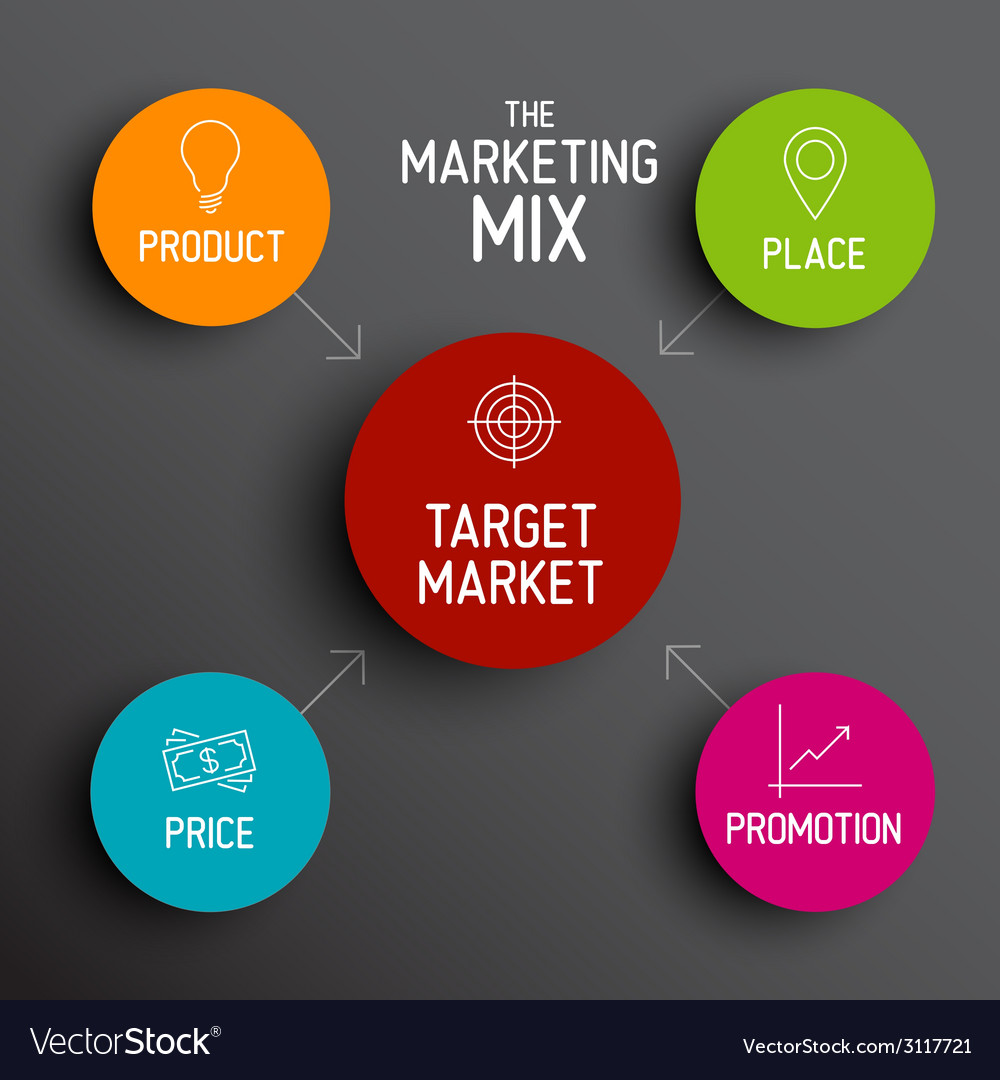 THE
MARKETING
MIX
PRODUCT
PLACE
TARGET
MARKET
$
PRICE
PROMOTION
VectorStock®
VectorStock.com/3117721